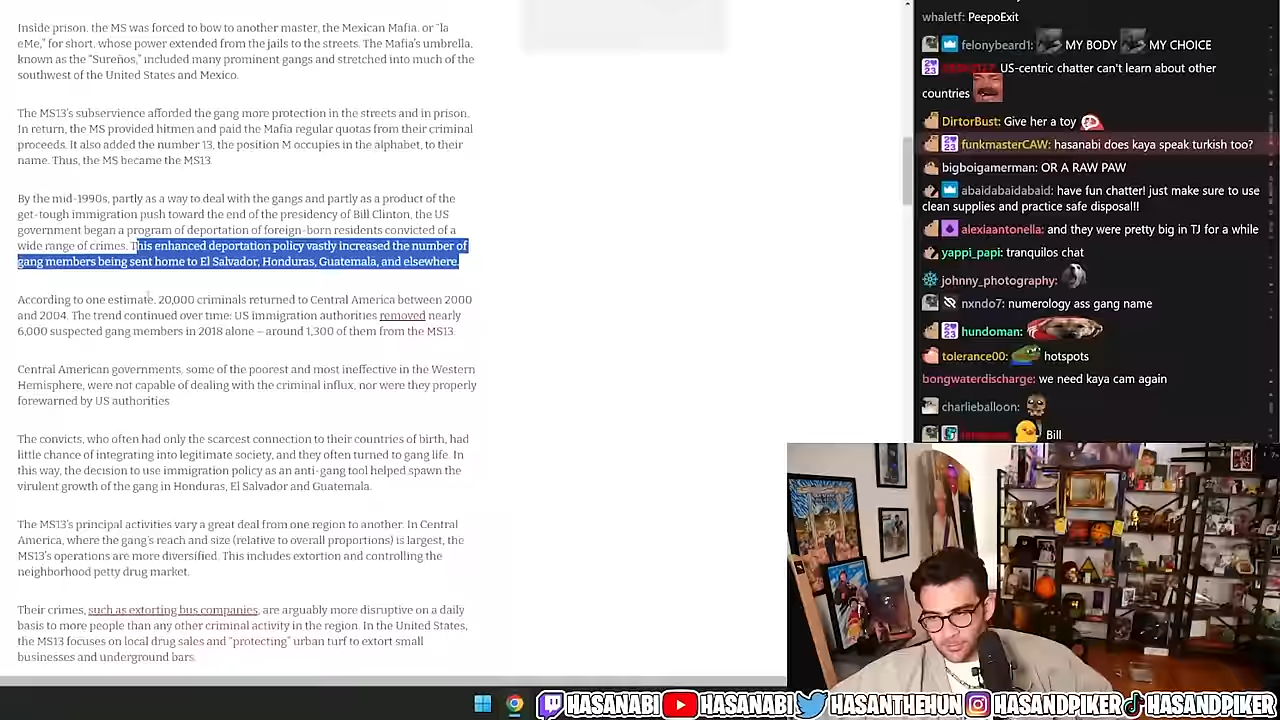 Inside prison, the MS was forced to bow to another master, the Mexican Mafia, or “la
eMe,” for short, whose power extended from the jails to the streets. The Mafia’s umbrella,
known as the “Sureños,” included many prominent gangs and stretched into much of the
southwest of the United States and Mexico.
The MS13’s subservience afforded the gang more protection in the streets and in prison.
In return, the MS provided hitmen and paid the Mafia regular quotas from their criminal
proceeds. It also added the number 13, the position M occupies in the alphabet, to their
name. Thus, the MS became the MS13.
By the mid-1990s, partly as a way to deal with the gangs and partly as a product of the
get-tough immigration push toward the end of the presidency of Bill Clinton, the US
government began a program of deportation of foreign-born residents convicted of a
wide range of crimes. This enhanced deportation policy vastly increased the number of
gang members being sent home to El Salvador, Honduras, Guatemala, and elsewhere.
According to one estimate, 20,000 criminals returned to Central America between 2000
and 2004. The trend continued over time: US immigration authorities removed nearly
6,000 suspected gang members in 2018 alone – around 1,300 of them from the MS13.
Central American governments, some of the poorest and most ineffective in the Western
Hemisphere, were not capable of dealing with the criminal influx, nor were they properly
forewarned by US authorities.
The convicts, who often had only the scarcest connection to their countries of birth, had
little chance of integrating into legitimate society, and they often turned to gang life. In
this way, the decision to use immigration policy as an anti-gang tool helped spawn the
virulent growth of the gang in Honduras, El Salvador and Guatemala.
The MS13’s principal activities vary a great deal from one region to another. In Central
America, where the gang’s reach and size (relative to overall proportions) is largest, the
MS13’s operations are more diversified. This includes extortion and controlling the
neighborhood petty drug market.
Their crimes, such as extorting bus companies, are arguably more disruptive on a daily
basis to more people than any other criminal activity in the region. In the United States,
the MS13 focuses on local drug sales and “protecting” urban turf to extort small
businesses and underground bars.
whaletf: PeepoExit
felonybeard1: MY BODY MY CHOICE
US-centric chatter can't learn about other
countries
DirtorBust: Give her a toy
funkmasterCAW: hasanabi does kaya speak turkish too?
bigboigamerman: OR A RAW PAW
abaidabaidabaid: have fun chatter! just make sure to use
clean supplies and practice safe disposal!!!
alexiaantonella: and they were pretty big in TJ for a while
yappi_papi: tranquilos chat
johnny_photography:
nxndo7: numerology ass gang name
hundoman:
tolerance00: hotspots
bongwaterdischarge: we need kaya cam again
charlieballoon:
Bill
HASANABI HASANABI HASANTHEHUN HASANDPIKER HASANDPIKER